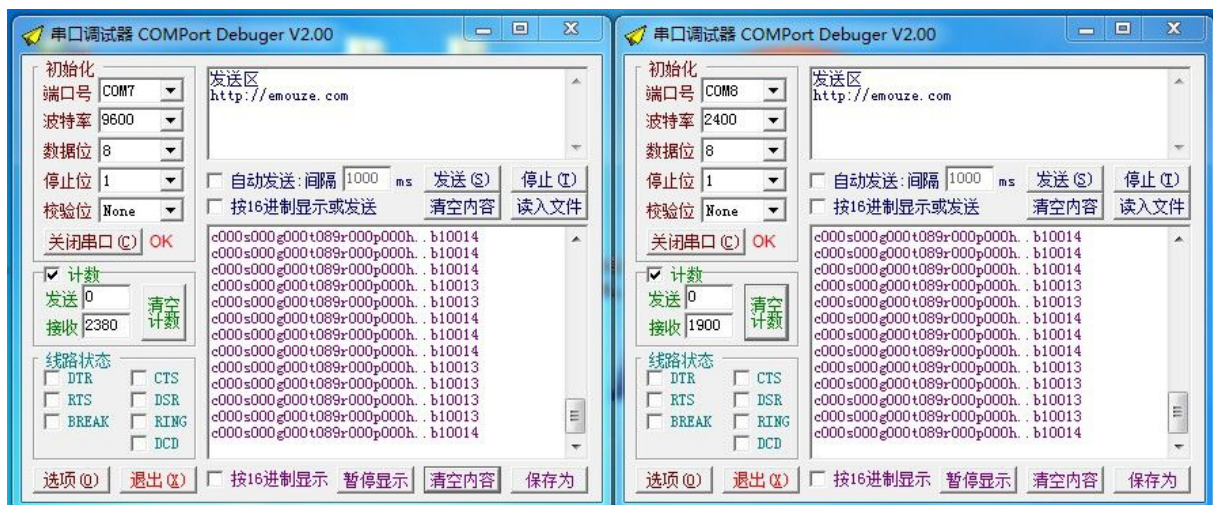 串口调试器 COMPort Debuger V2.00
初始化
端口号 COM7
波特率 9600
数据位 8
停止位 1
校验位 None
关闭串口(C) OK
计数
发送 0
接收 2380
清空计数
线路状态
DTR CTS
RTS DSR
BREAK RING
DCD
选项(O) 退出(X)
发送区
http://emouze.com
自动发送:间隔 1000 ms 发送(S) 停止(T)
按16进制显示或发送 清空内容 读入文件
c000s000g000t089r000p000h..b10014
c000s000g000t089r000p000h..b10014
c000s000g000t089r000p000h..b10014
c000s000g000t089r000p000h..b10013
c000s000g000t089r000p000h..b10013
c000s000g000t089r000p000h..b10014
c000s000g000t089r000p000h..b10014
c000s000g000t089r000p000h..b10014
c000s000g000t089r000p000h..b10013
c000s000g000t089r000p000h..b10013
c000s000g000t089r000p000h..b10013
c000s000g000t089r000p000h..b10013
c000s000g000t089r000p000h..b10014
按16进制显示 暂停显示 清空内容 保存为
串口调试器 COMPort Debuger V2.00
初始化
端口号 COM8
波特率 2400
数据位 8
停止位 1
校验位 None
关闭串口(C) OK
计数
发送 0
接收 1900
清空计数
线路状态
DTR CTS
RTS DSR
BREAK RING
DCD
选项(O) 退出(X)
发送区
http://emouze.com
自动发送:间隔 1000 ms 发送(S) 停止(T)
按16进制显示或发送 清空内容 读入文件
c000s000g000t089r000p000h..b10014
c000s000g000t089r000p000h..b10014
c000s000g000t089r000p000h..b10014
c000s000g000t089r000p000h..b10013
c000s000g000t089r000p000h..b10013
c000s000g000t089r000p000h..b10014
c000s000g000t089r000p000h..b10014
c000s000g000t089r000p000h..b10014
c000s000g000t089r000p000h..b10013
c000s000g000t089r000p000h..b10013
c000s000g000t089r000p000h..b10013
c000s000g000t089r000p000h..b10013
c000s000g000t089r000p000h..b10014
按16进制显示 暂停显示 清空内容 保存为